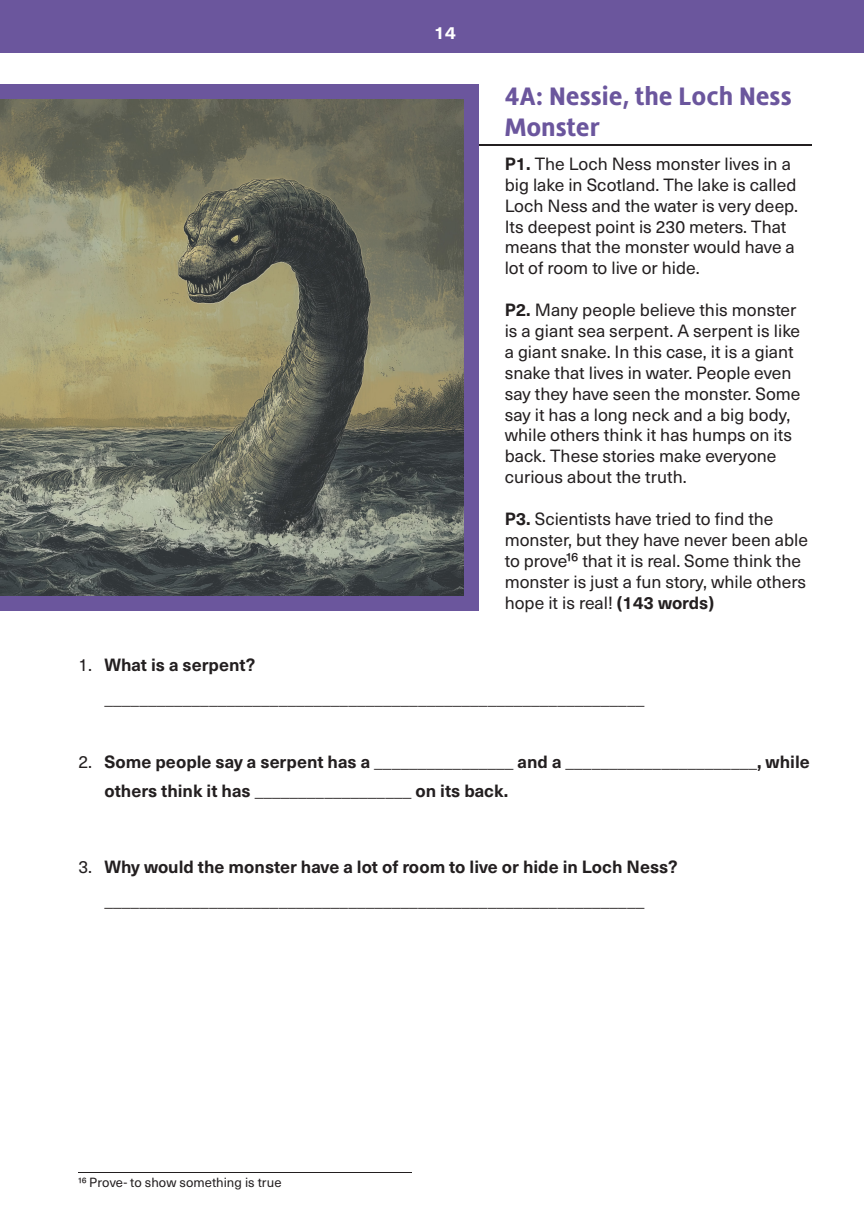 14
4A: Nessie, the Loch Ness
Monster
P1. The Loch Ness monster lives in a
big lake in Scotland. The lake is called
Loch Ness and the water is very deep.
Its deepest point is 230 meters. That
means that the monster would have a
lot of room to live or hide.
P2. Many people believe this monster
is a giant sea serpent. A serpent is like
a giant snake. In this case, it is a giant
snake that lives in water. People even
say they have seen the monster. Some
say it has a long neck and a big body,
while others think it has humps on its
back. These stories make everyone
curious about the truth.
P3. Scientists have tried to find the
monster, but they have never been able
to prove¹⁶ that it is real. Some think the
monster is just a fun story, while others
hope it is real! (143 words)
1. What is a serpent?
2. Some people say a serpent has a _______________ and a _____________________, while
others think it has _________________ on its back.
3. Why would the monster have a lot of room to live or hide in Loch Ness?
¹⁶ Prove- to show something is true